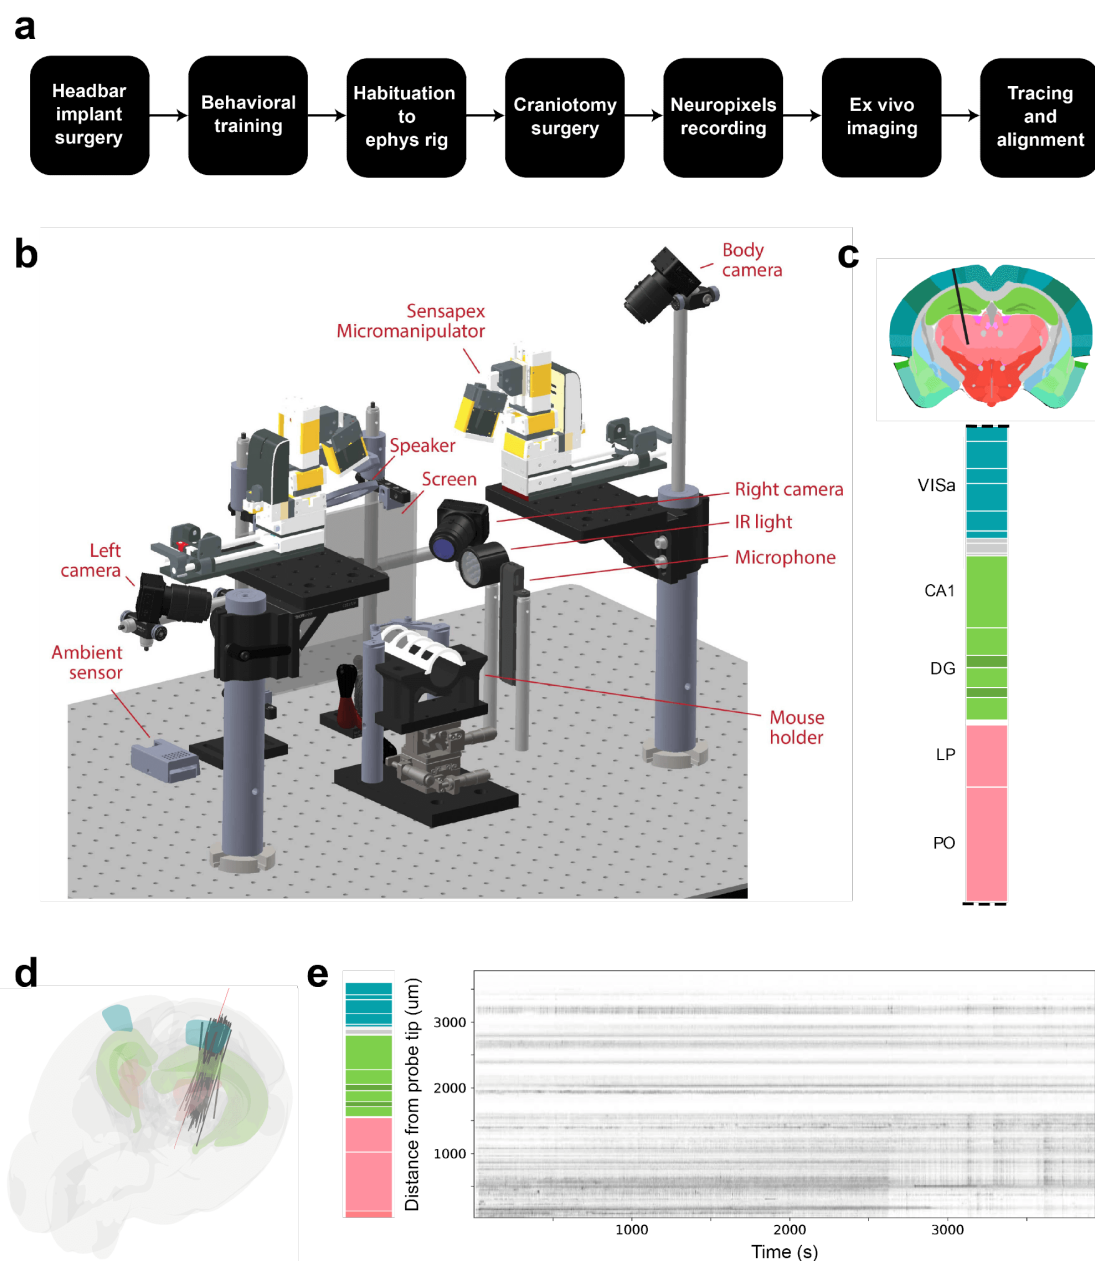 a
Headbar
implant
surgery
Behavioral
training
Habituation
to
ephys rig
Craniotomy
surgery
Neuropixels
recording
Ex vivo
imaging
Tracing
and
alignment
b
Body
camera
Sensapex
Micromanipulator
Speaker
Screen
Right camera
IR light
Microphone
Left
camera
Ambient
sensor
Mouse
holder
c
VISa
CA1
DG
LP
PO
d
e
Distance from probe tip (um)
3000
2000
1000
1000
2000
3000
Time (s)